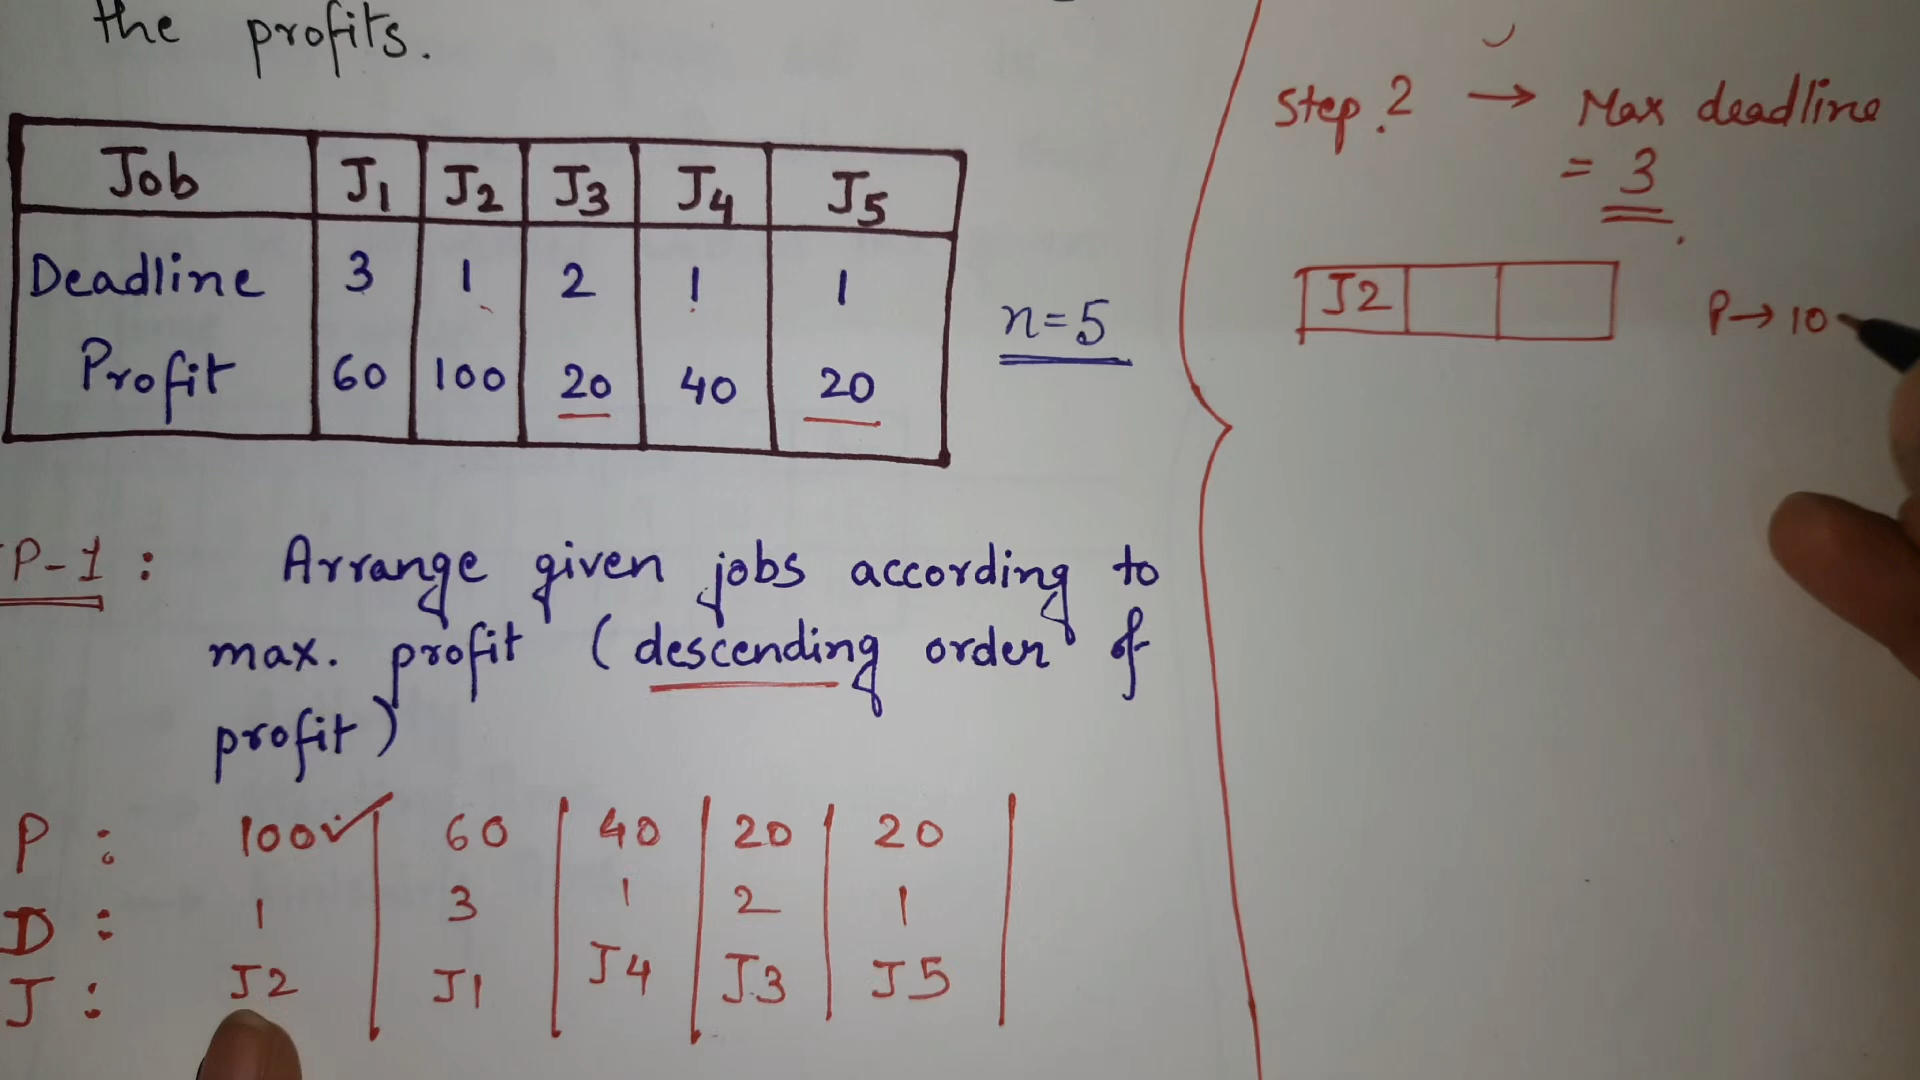 the profits.
Job J1 J2 J3 J4 J5
Deadline 3 1 2 1 1
Profit 60 100 20 40 20
n=5
P-1 :
Arrange given jobs according to
max. profit (descending order of
profit)
P : 100✓ 60 40 20 20
D : 1 3 1 2 1
J : J2 J1 J4 J3 J5
Step.2 → Max deadline
= 3
J2
P→ 10